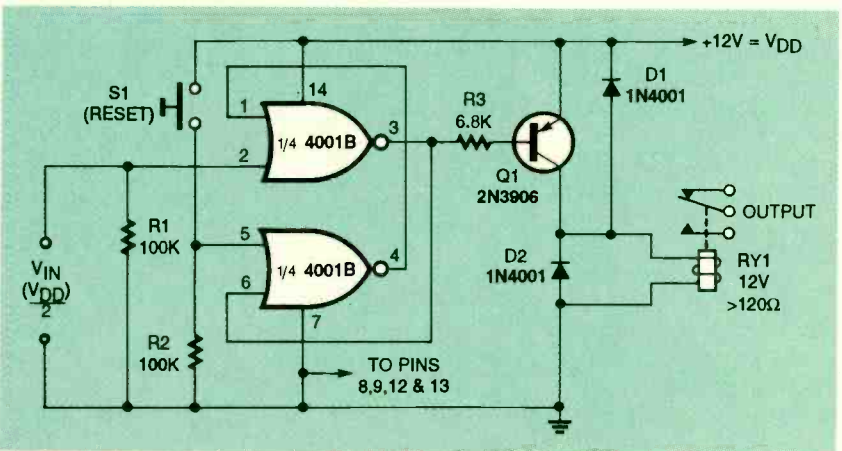 +12V = VDD
S1
(RESET)
14
1
1/4 4001B
3
2
R3
6.8K
D1
1N4001
Q1
2N3906
OUTPUT
R1
100K
VIN
(VDD)
2
5
1/4 4001B
4
6
7
D2
1N4001
RY1
12V
>120Ω
R2
100K
TO PINS
8,9,12 & 13